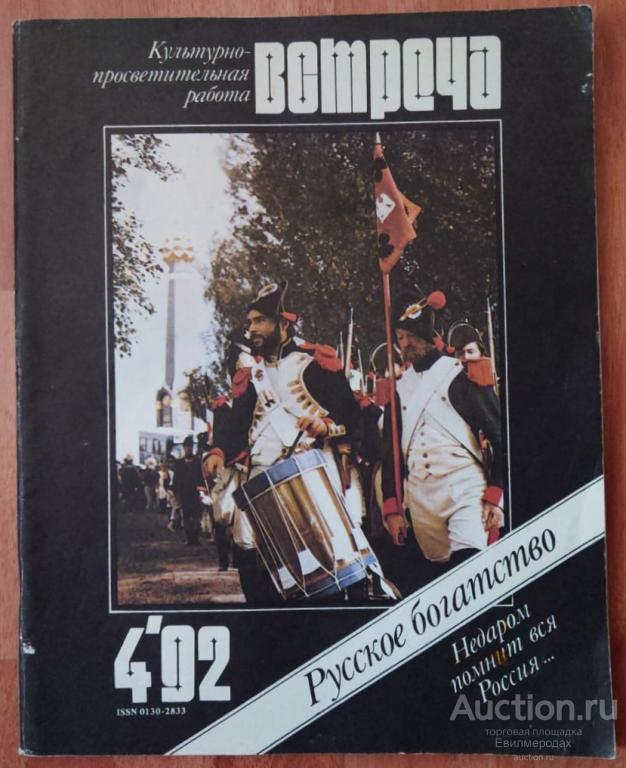 Культурно-
просветительная
работа
Встреча
4'92
ISSN 0130-2833
Русское богатство
Недаром
помнит вся
Россия...
Auction.ru
торговая площадка
Евилмеродах
auction.ru